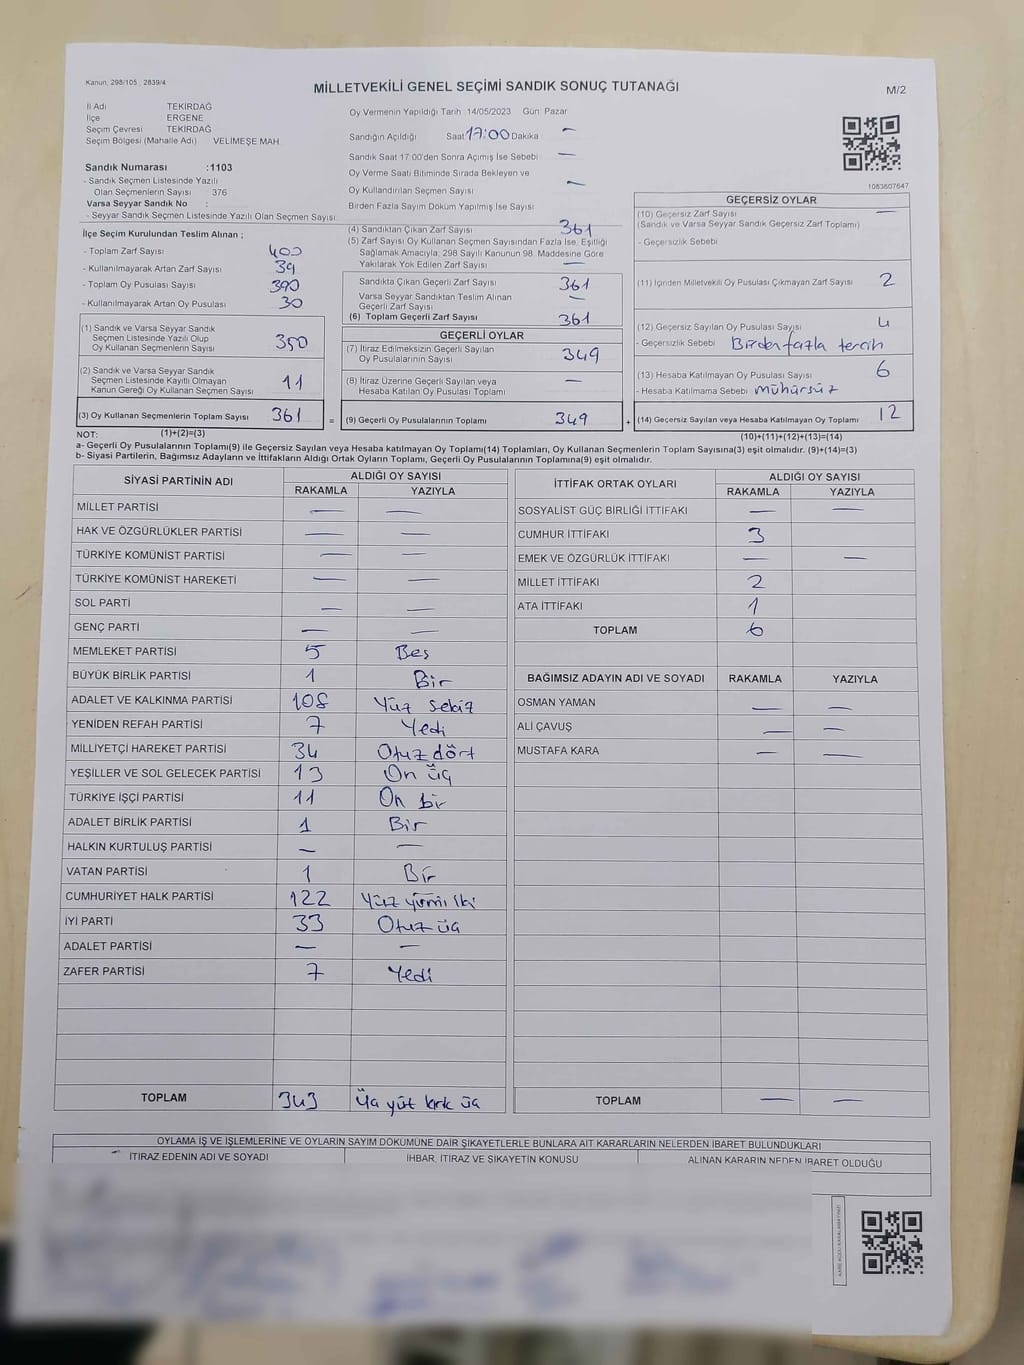 Kanun, 298/105 , 2839/4
MİLLETVEKİLİ GENEL SEÇİMİ SANDIK SONUÇ TUTANAĞI
M/2
İl Adı TEKİRDAĞ
İlçe ERGENE
Seçim Çevresi TEKİRDAĞ
Seçim Bölgesi (Mahalle Adı) VELİMEŞE MAH.
Sandık Numarası :1103
- Sandık Seçmen Listesinde Yazılı
Olan Seçmenlerin Sayısı 376
Varsa Seyyar Sandık No :
- Seyyar Sandık Seçmen Listesinde Yazılı Olan Seçmen Sayısı:
Oy Vermenin Yapıldığı Tarih :14/05/2023 Gün: Pazar
Sandığın Açıldığı Saat 17:00 Dakika —
Sandık Saat 17:00'den Sonra Açımış İse Sebebi —
Oy Verme Saati Bitiminde Sırada Bekleyen ve
Oy Kullandırılan Seçmen Sayısı —
Birden Fazla Sayım Döküm Yapılmış İse Sayısı
1083607647
İlçe Seçim Kurulundan Teslim Alınan ;
- Toplam Zarf Sayısı 400
- Kullanılmayarak Artan Zarf Sayısı 39
- Toplam Oy Pusulası Sayısı 390
- Kullanılmayarak Artan Oy Pusulası 30
(1) Sandık ve Varsa Seyyar Sandık
Seçmen Listesinde Yazılı Olup
Oy Kullanan Seçmenlerin Sayısı 350
(2) Sandık ve Varsa Seyyar Sandık
Seçmen Listesinde Kayıtlı Olmayan
Kanun Gereği Oy Kullanan Seçmen Sayısı 11
(3) Oy Kullanan Seçmenlerin Toplam Sayısı 361
(1)+(2)=(3)
(4) Sandıktan Çıkan Zarf Sayısı 361
(5) Zarf Sayısı Oy Kullanan Seçmen Sayısından Fazla İse, Eşitliği
Sağlamak Amacıyla, 298 Sayılı Kanunun 98. Maddesine Göre
Yakılarak Yok Edilen Zarf Sayısı —
Sandıkta Çıkan Geçerli Zarf Sayısı 361
Varsa Seyyar Sandıktan Teslim Alınan
Geçerli Zarf Sayısı —
(6) Toplam Geçerli Zarf Sayısı 361
GEÇERLİ OYLAR
(7) İtiraz Edilmeksizin Geçerli Sayılan
Oy Pusulalarının Sayısı 349
(8) İtiraz Üzerine Geçerli Sayılan veya
Hesaba Katılan Oy Pusulası Toplamı —
= (9) Geçerli Oy Pusulalarının Toplamı 349 +
GEÇERSİZ OYLAR
(10) Geçersiz Zarf Sayısı —
(Sandık ve Varsa Seyyar Sandık Geçersiz Zarf Toplamı)
- Geçersizlik Sebebi
(11) İçinden Milletvekili Oy Pusulası Çıkmayan Zarf Sayısı 2
(12) Geçersiz Sayılan Oy Pusulası Sayısı 4
- Geçersizlik Sebebi Birden fazla tercih
(13) Hesaba Katılmayan Oy Pusulası Sayısı 6
- Hesaba Katılmama Sebebi mühürsüz
(14) Geçersiz Sayılan veya Hesaba Katılmayan Oy Toplamı 12
(10)+(11)+(12)+(13)=(14)
NOT:
a- Geçerli Oy Pusulalarının Toplamı(9) ile Geçersiz Sayılan veya Hesaba katılmayan Oy Toplamı(14) Toplamları, Oy Kullanan Seçmenlerin Toplam Sayısına(3) eşit olmalıdır. (9)+(14)=(3)
b- Siyasi Partilerin, Bağımsız Adayların ve İttifakların Aldığı Ortak Oyların Toplamı, Geçerli Oy Pusulalarının Toplamına(9) eşit olmalıdır.
SİYASİ PARTİNİN ADI ALDIĞI OY SAYISI
RAKAMLA YAZIYLA
MİLLET PARTİSİ — —
HAK VE ÖZGÜRLÜKLER PARTİSİ — —
TÜRKİYE KOMÜNİST PARTİSİ — —
TÜRKİYE KOMÜNİST HAREKETİ — —
SOL PARTİ — —
GENÇ PARTİ — —
MEMLEKET PARTİSİ 5 Beş
BÜYÜK BİRLİK PARTİSİ 1 Bir
ADALET VE KALKINMA PARTİSİ 108 Yüz sekiz
YENİDEN REFAH PARTİSİ 7 Yedi
MİLLİYETÇİ HAREKET PARTİSİ 34 Otuz dört
YEŞİLLER VE SOL GELECEK PARTİSİ 13 On üç
TÜRKİYE İŞÇİ PARTİSİ 11 On bir
ADALET BİRLİK PARTİSİ 1 Bir
HALKIN KURTULUŞ PARTİSİ — —
VATAN PARTİSİ 1 Bir
CUMHURİYET HALK PARTİSİ 122 Yüz yirmi iki
İYİ PARTİ 33 Otuz üç
ADALET PARTİSİ — —
ZAFER PARTİSİ 7 Yedi
TOPLAM 343 Üç yüz kırk üç
İTTİFAK ORTAK OYLARI ALDIĞI OY SAYISI
RAKAMLA YAZIYLA
SOSYALİST GÜÇ BİRLİĞİ İTTİFAKI — —
CUMHUR İTTİFAKI 3
EMEK VE ÖZGÜRLÜK İTTİFAKI — —
MİLLET İTTİFAKI 2
ATA İTTİFAKI 1
TOPLAM 6
BAĞIMSIZ ADAYIN ADI VE SOYADI RAKAMLA YAZIYLA
OSMAN YAMAN — —
ALİ ÇAVUŞ — —
MUSTAFA KARA — —
TOPLAM — —
OYLAMA İŞ VE İŞLEMLERİNE VE OYLARIN SAYIM DÖKÜMÜNE DAİR ŞİKAYETLERLE BUNLARA AİT KARARLARIN NELERDEN İBARET BULUNDUKLARI
İTİRAZ EDENİN ADI VE SOYADI İHBAR, İTİRAZ VE ŞİKAYETİN KONUSU ALINAN KARARIN NEDEN İBARET OLDUĞU